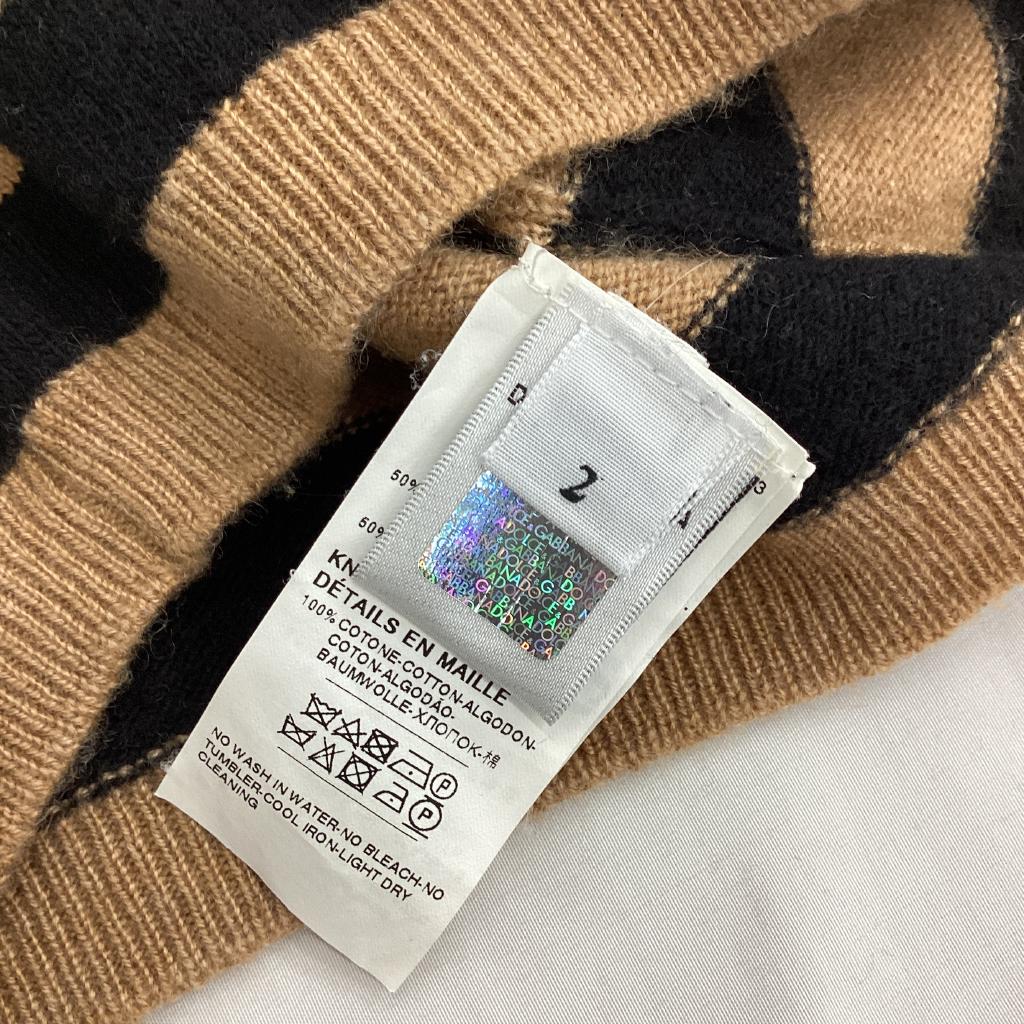 2
50%
50%
KN
DÉTAILS EN MAILLE
100% COTONE-COTTON-ALGODON-
COTON-ALGODÃO-
BAUMWOLLE-ХЛОПОК-棉
NO WASH IN WATER-NO BLEACH-NO
TUMBLER-COOL IRON-LIGHT DRY
CLEANING